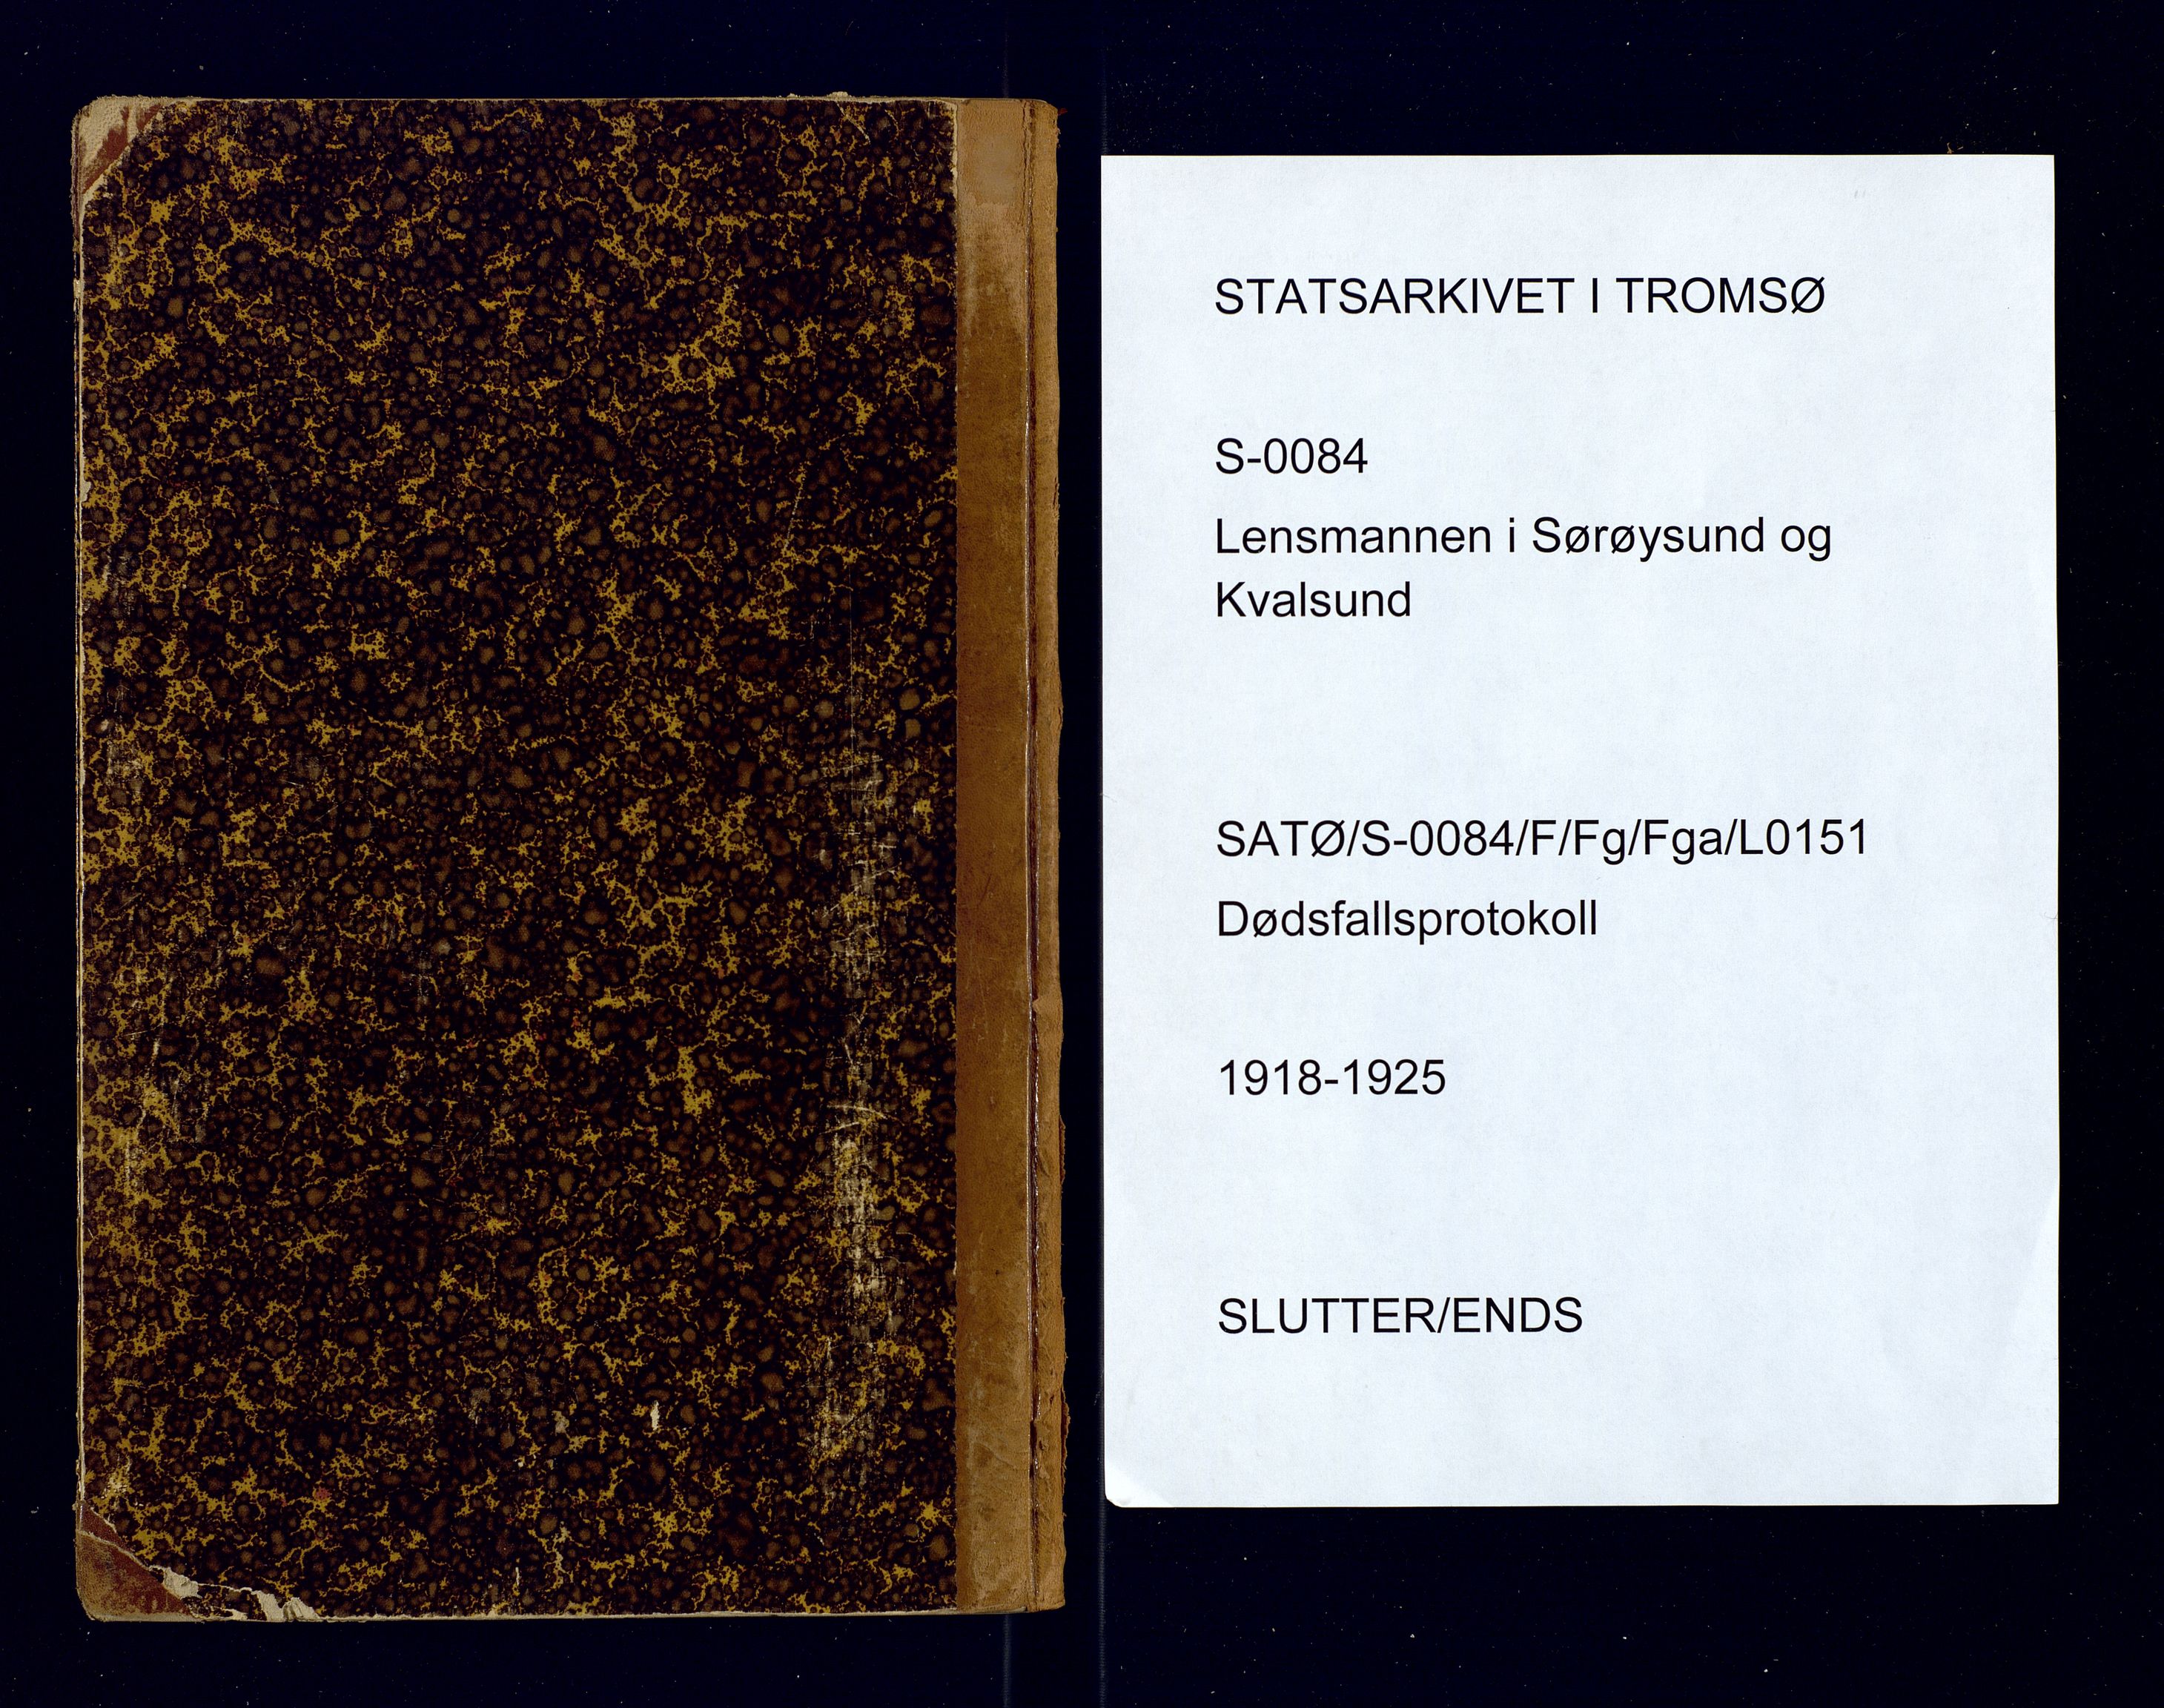 STATSARKIVET I TROMSØ
S-0084
Lensmannen i Sørøysund og
Kvalsund
SATØ/S-0084/F/Fg/Fga/L0151
Dødsfallsprotokoll
1918-1925
SLUTTER/ENDS